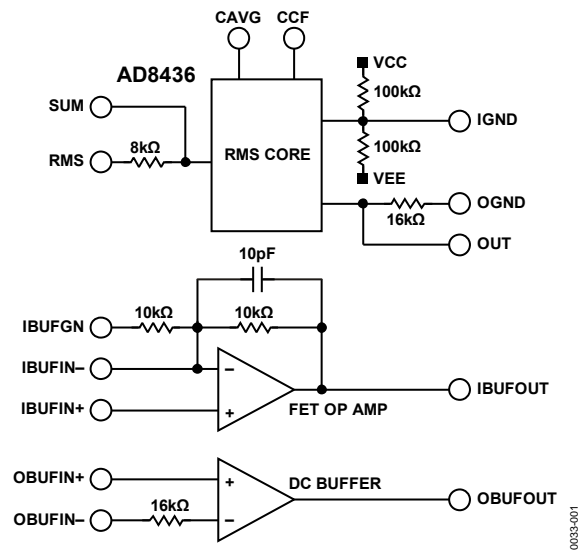 CAVG CCF
AD8436
VCC
100kΩ
SUM
IGND
8kΩ
RMS
RMS CORE
100kΩ
VEE
OGND
16kΩ
OUT
10pF
10kΩ
10kΩ
IBUFGN
IBUFIN–
–
IBUFOUT
IBUFIN+
+
FET OP AMP
OBUFIN+
+
DC BUFFER
OBUFOUT
16kΩ
OBUFIN–
–
0033-001